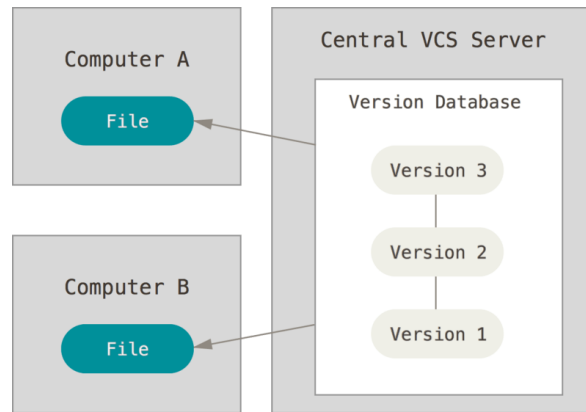 Computer A
File
Computer B
File
Central VCS Server
Version Database
Version 3
Version 2
Version 1